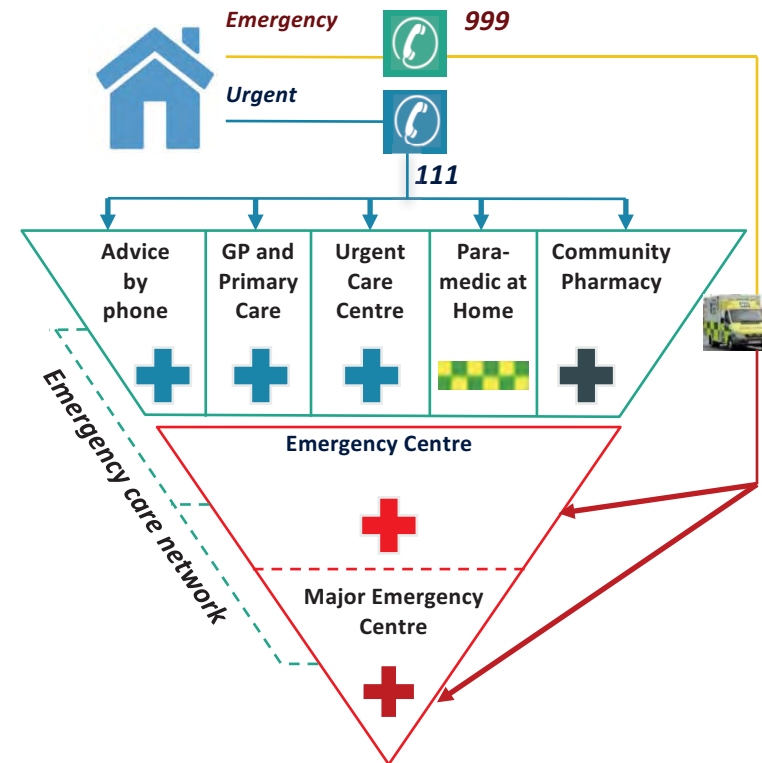 Emergency
999
Urgent
111
Advice
by
phone
GP and
Primary
Care
Urgent
Care
Centre
Para-
medic at
Home
Community
Pharmacy
Emergency care network
Emergency Centre
Major Emergency
Centre